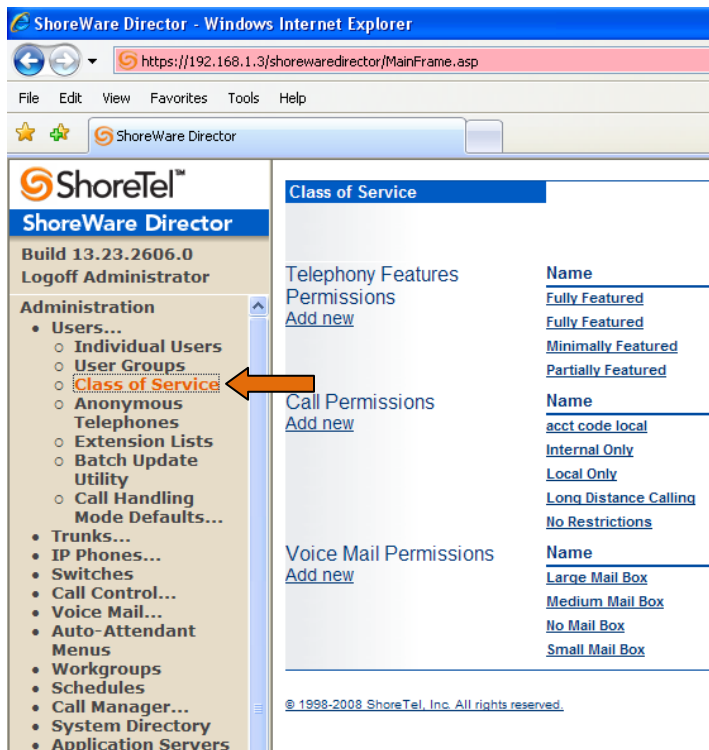 ShoreWare Director - Windows Internet Explorer
https://192.168.1.3/shorewaredirector/MainFrame.asp
File Edit View Favorites Tools Help
ShoreWare Director
ShoreTel™
ShoreWare Director
Build 13.23.2606.0
Logoff Administrator
Administration
• Users...
○ Individual Users
○ User Groups
○ Class of Service
○ Anonymous
Telephones
○ Extension Lists
○ Batch Update
Utility
○ Call Handling
Mode Defaults...
• Trunks...
• IP Phones...
• Switches
• Call Control...
• Voice Mail...
• Auto-Attendant
Menus
• Workgroups
• Schedules
• Call Manager...
• System Directory
• Application Servers
Class of Service
Telephony Features
Permissions
Add new
Name
Fully Featured
Fully Featured
Minimally Featured
Partially Featured
Call Permissions
Add new
Name
acct code local
Internal Only
Local Only
Long Distance Calling
No Restrictions
Voice Mail Permissions
Add new
Name
Large Mail Box
Medium Mail Box
No Mail Box
Small Mail Box
© 1998-2008 ShoreTel, Inc. All rights reserved.